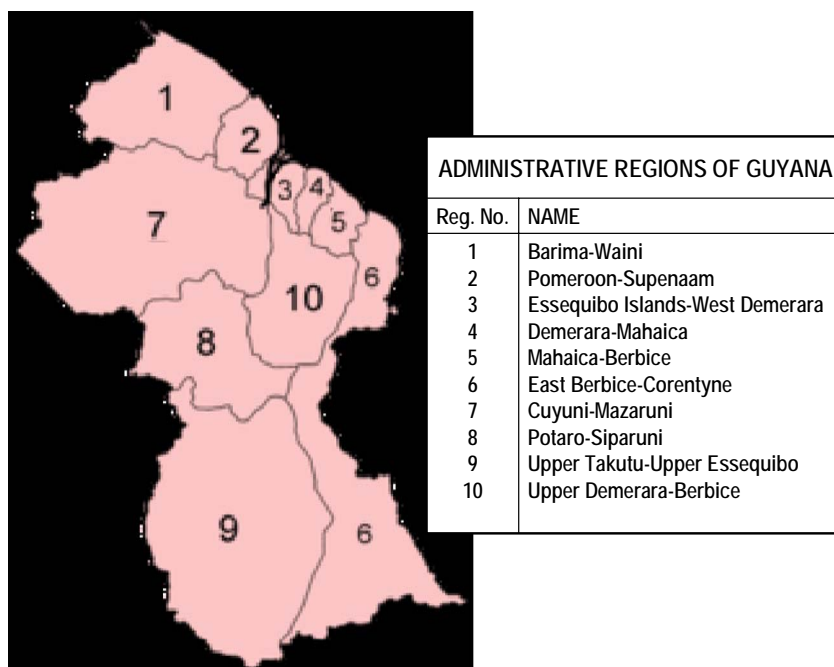 1
2
3
4
5
6
7
8
10
9
6
ADMINISTRATIVE REGIONS OF GUYANA
Reg. No. NAME
1 Barima-Waini
2 Pomeroon-Supenaam
3 Essequibo Islands-West Demerara
4 Demerara-Mahaica
5 Mahaica-Berbice
6 East Berbice-Corentyne
7 Cuyuni-Mazaruni
8 Potaro-Siparuni
9 Upper Takutu-Upper Essequibo
10 Upper Demerara-Berbice